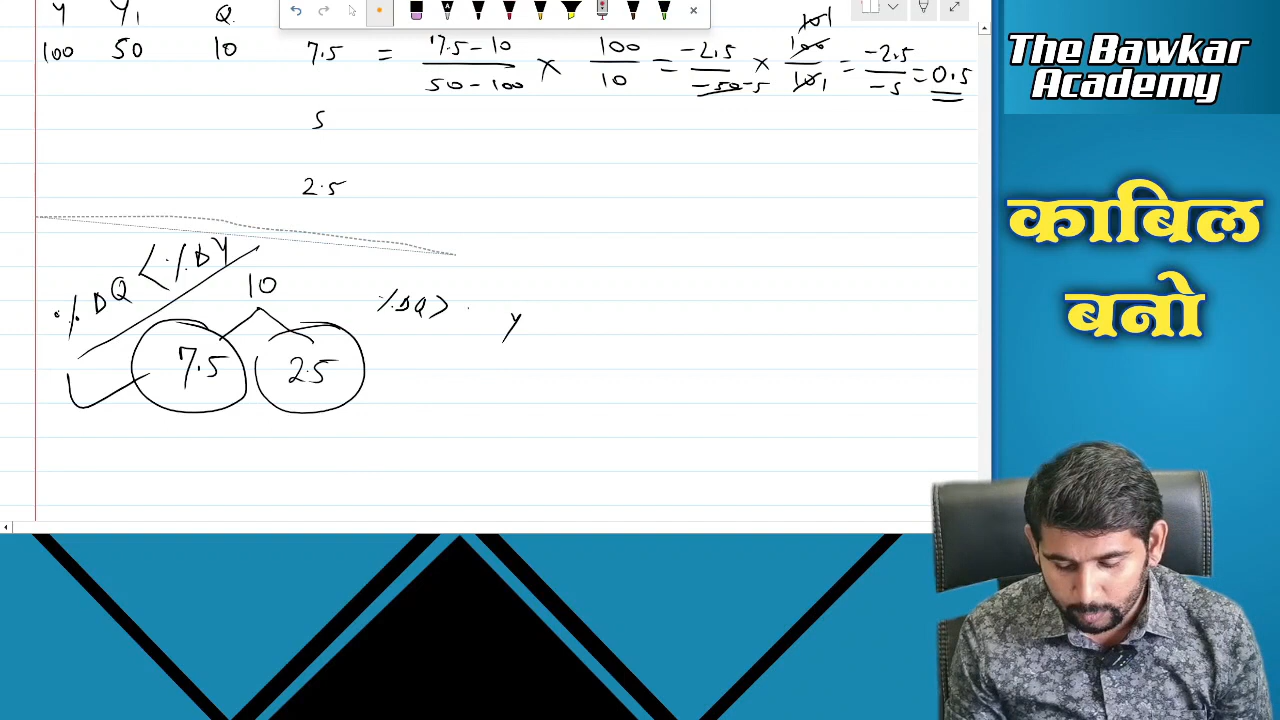 Y Y1 Q
100 50 10 7.5 = 7.5-10 / 50-100 × 100 / 10 = -2.5 / -50 -5 × 100 10 1 / 10 1 = -2.5 / -5 = 0.5
5
2.5
%ΔQ < %ΔY
10
7.5 2.5
%ΔQ > Y
The Bawkar
Academy
काबिल
बनो